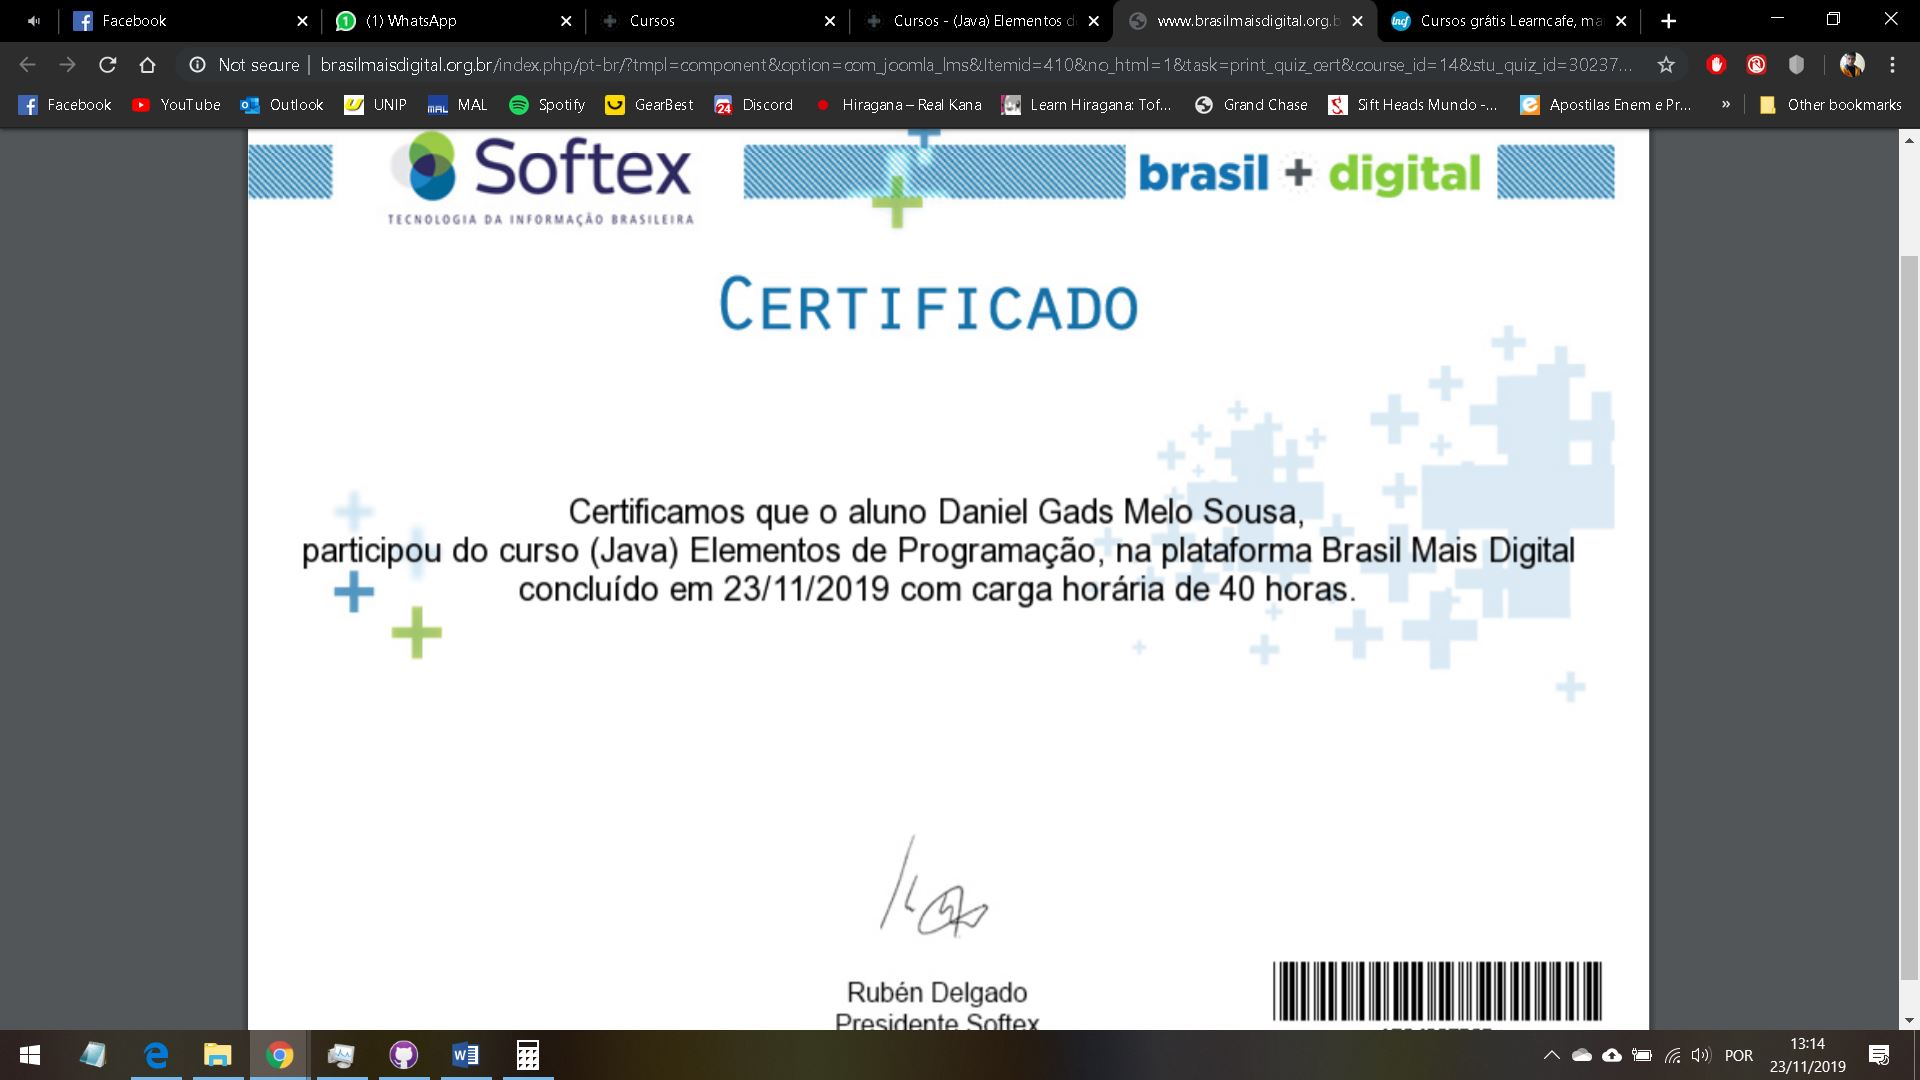 Facebook
(1) WhatsApp
Cursos
Cursos - (Java) Elementos d
www.brasilmaisdigital.org.b
Cursos grátis Learncafe, ma
Not secure | brasilmaisdigital.org.br/index.php/pt-br/?tmpl=component&option=com_joomla_lms&Itemid=410&no_html=1&task=print_quiz_cert&course_id=14&stu_quiz_id=30237...
Facebook YouTube Outlook UNIP MAL Spotify GearBest 24 Discord Hiragana – Real Kana Learn Hiragana: Tof... Grand Chase Sift Heads Mundo -... Apostilas Enem e Pr... » Other bookmarks
Softex
TECNOLOGIA DA INFORMAÇÃO BRASILEIRA
brasil + digital
CERTIFICADO
Certificamos que o aluno Daniel Gads Melo Sousa,
participou do curso (Java) Elementos de Programação, na plataforma Brasil Mais Digital
concluído em 23/11/2019 com carga horária de 40 horas.
Rubén Delgado
Presidente Softex
POR
13:14
23/11/2019